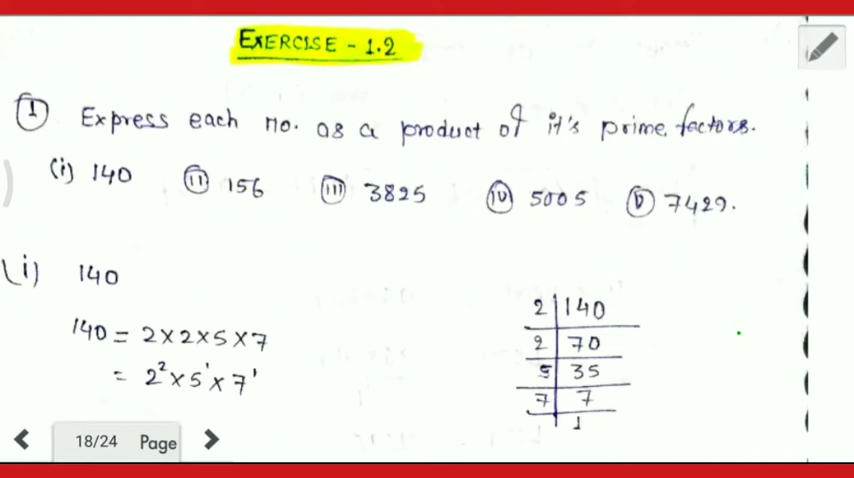 EXERCISE - 1.2
① Express each no. as a product of it's prime factors.
(i) 140 ⅱ 156 ⅲ 3825 ⅳ 5005 ⅴ 7429.
(i) 140
140 = 2×2×5×7
= 2²×5¹×7¹
2 | 140
2 | 70
5 | 35
7 | 7
1
18/24 Page